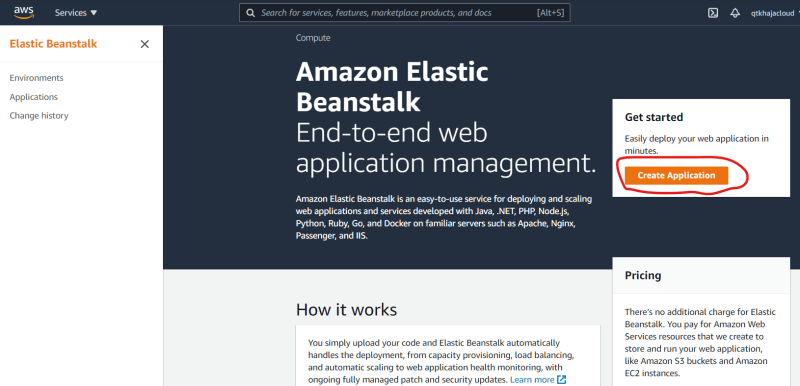 aws
Services ▼
Search for services, features, marketplace products, and docs
[Alt+S]
qtkhajacloud
Elastic Beanstalk
Environments
Applications
Change history
Compute
Amazon Elastic
Beanstalk
End-to-end web
application management.
Amazon Elastic Beanstalk is an easy-to-use service for deploying and scaling
web applications and services developed with Java, .NET, PHP, Node.js,
Python, Ruby, Go, and Docker on familiar servers such as Apache, Nginx,
Passenger, and IIS.
Get started
Easily deploy your web application in
minutes.
Create Application
Pricing
There's no additional charge for Elastic
Beanstalk. You pay for Amazon Web
Services resources that we create to
store and run your web application,
like Amazon S3 buckets and Amazon
EC2 instances.
How it works
You simply upload your code and Elastic Beanstalk automatically
handles the deployment, from capacity provisioning, load balancing,
and automatic scaling to web application health monitoring, with
ongoing fully managed patch and security updates. Learn more